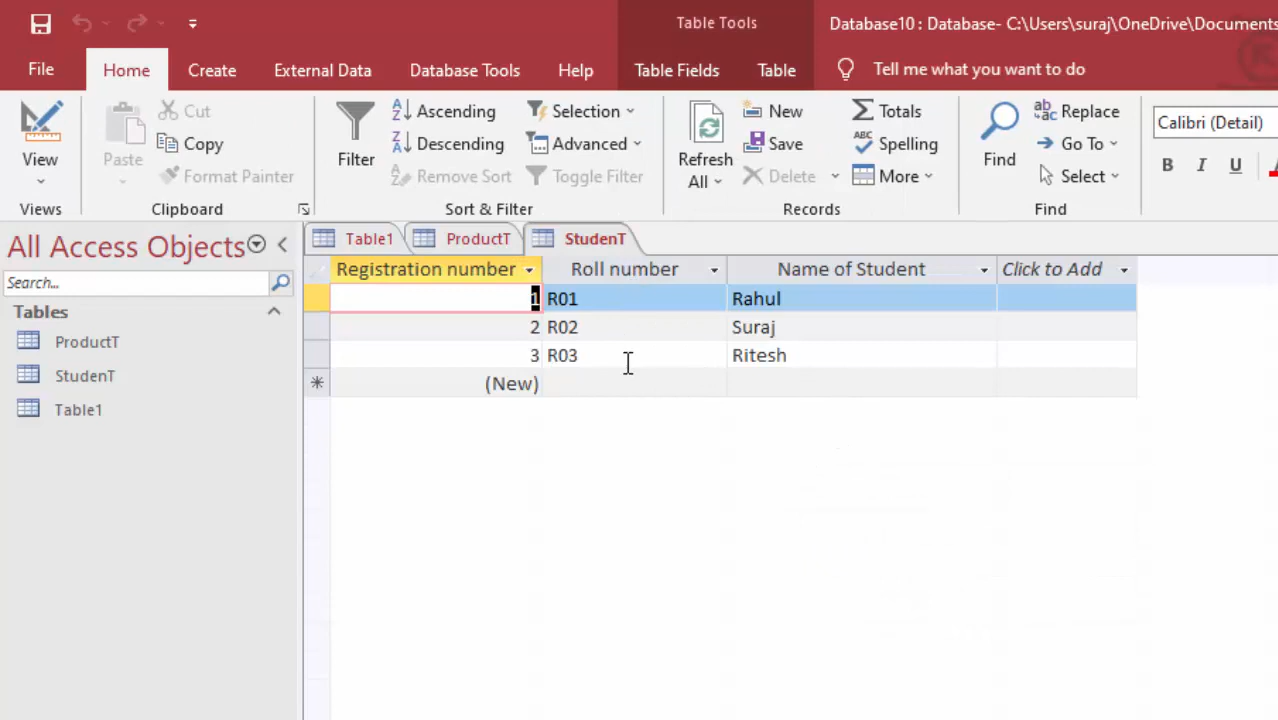 Table Tools
Database10 : Database- C:\Users\suraj\OneDrive\Documents
File Home Create External Data Database Tools Help Table Fields Table Tell me what you want to do
View
Views
Paste
Cut
Copy
Format Painter
Clipboard
Filter
Ascending
Descending
Remove Sort
Selection
Advanced
Toggle Filter
Sort & Filter
Refresh
All
New
Save
Delete
Totals
Spelling
More
Records
Find
Replace
Go To
Select
Find
Calibri (Detail)
B I U
All Access Objects
Search...
Tables
ProductT
StudenT
Table1
Table1 ProductT StudenT
Registration number Roll number Name of Student Click to Add
1 R01 Rahul
2 R02 Suraj
3 R03 Ritesh
(New)